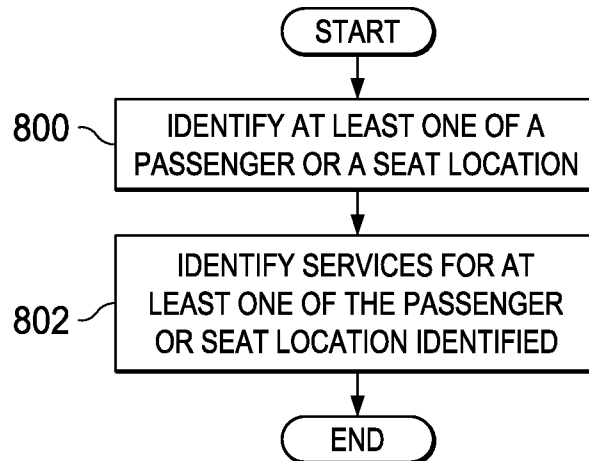 START
800
IDENTIFY AT LEAST ONE OF A
PASSENGER OR A SEAT LOCATION
802
IDENTIFY SERVICES FOR AT
LEAST ONE OF THE PASSENGER
OR SEAT LOCATION IDENTIFIED
END